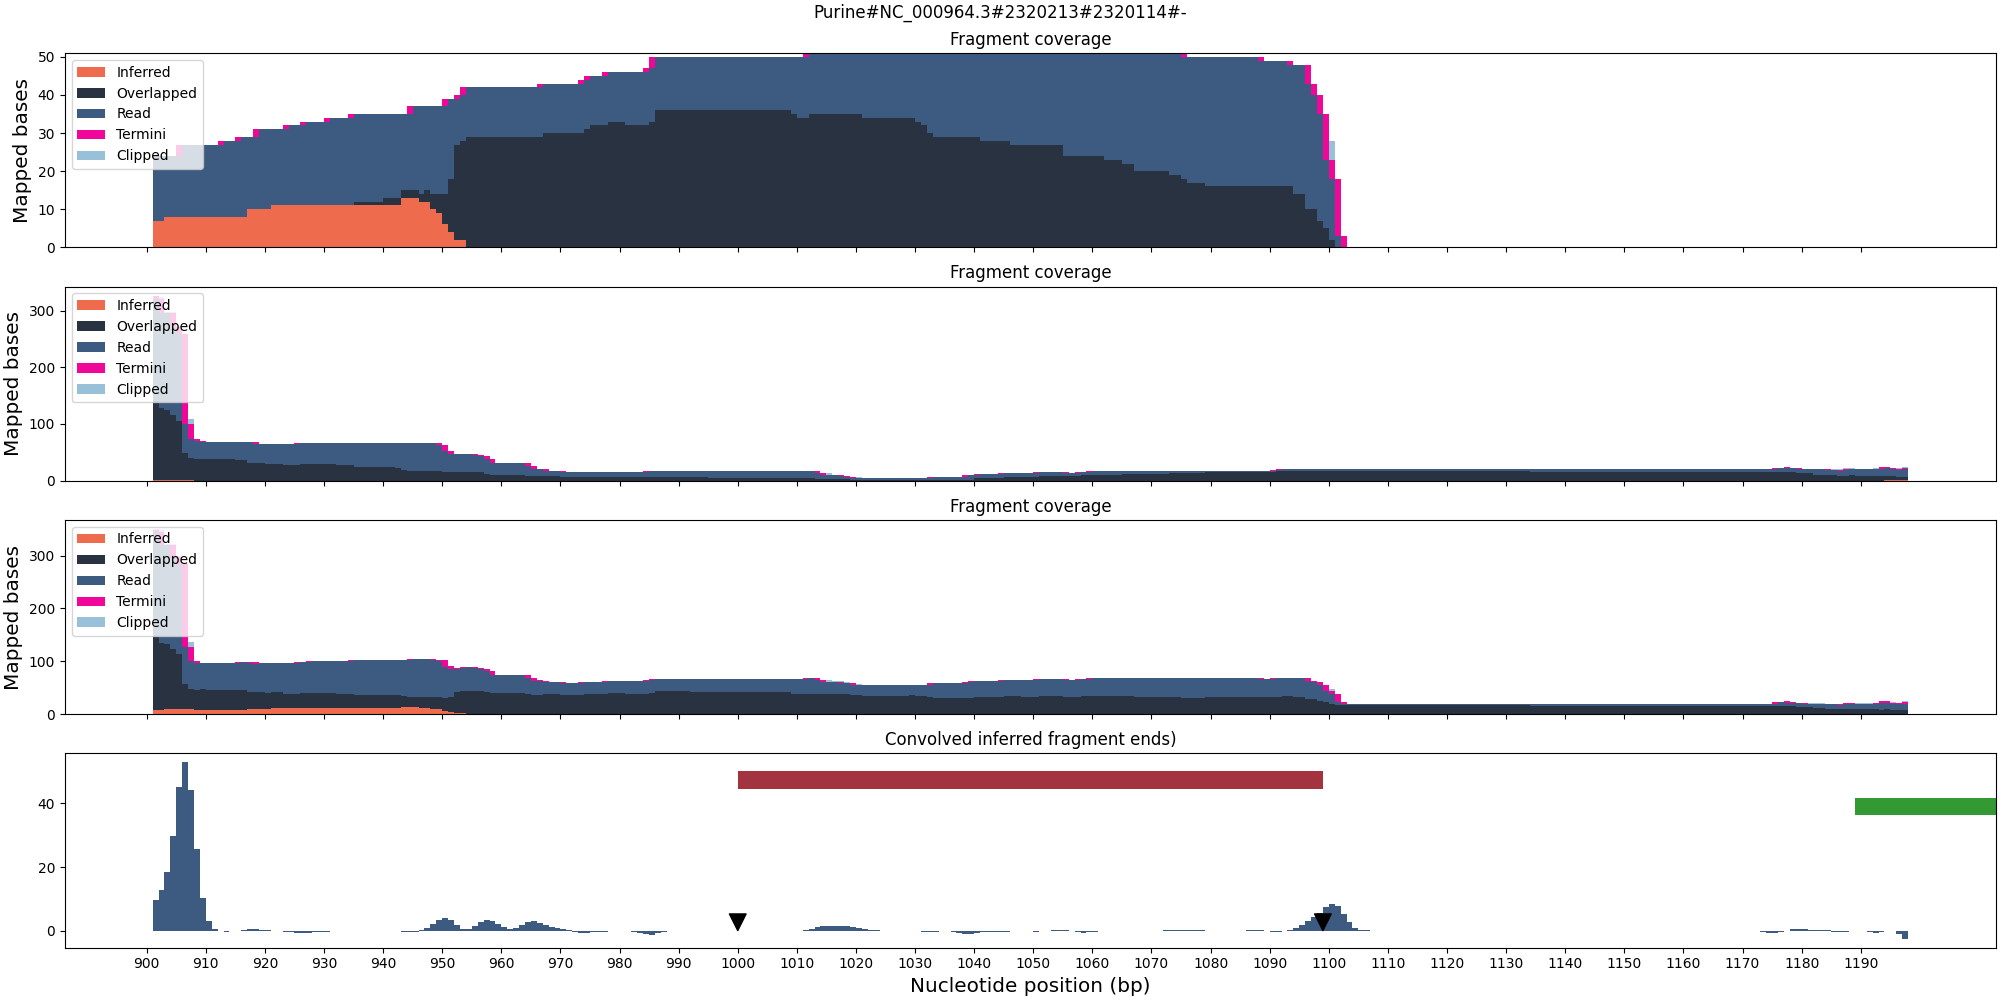 Purine#NC_000964.3#2320213#2320114#-
Fragment coverage
Mapped bases
50
40
30
20
10
0
Inferred
Overlapped
Read
Termini
Clipped
Fragment coverage
Mapped bases
300
200
100
0
Inferred
Overlapped
Read
Termini
Clipped
Fragment coverage
Mapped bases
300
200
100
0
Inferred
Overlapped
Read
Termini
Clipped
Convolved inferred fragment ends)
40
20
0
900 910 920 930 940 950 960 970 980 990 1000 1010 1020 1030 1040 1050 1060 1070 1080 1090 1100 1110 1120 1130 1140 1150 1160 1170 1180 1190
Nucleotide position (bp)